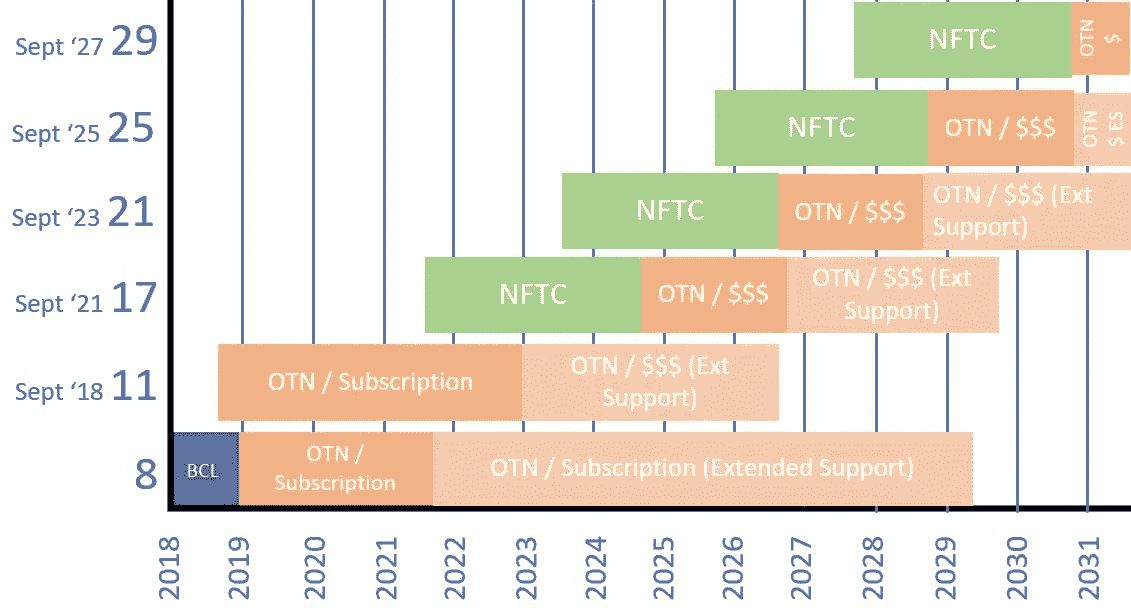 Sept ‘27 29
NFTC
OTN
$
Sept ‘25 25
NFTC
OTN / $$$
OTN
$ ES
Sept ‘23 21
NFTC
OTN / $$$
OTN / $$$ (Ext
Support)
Sept ‘21 17
NFTC
OTN / $$$
OTN / $$$ (Ext
Support)
Sept ‘18 11
OTN / Subscription
OTN / $$$ (Ext
Support)
8
BCL
OTN /
Subscription
OTN / Subscription (Extended Support)
2018
2019
2020
2021
2022
2023
2024
2025
2026
2027
2028
2029
2030
2031